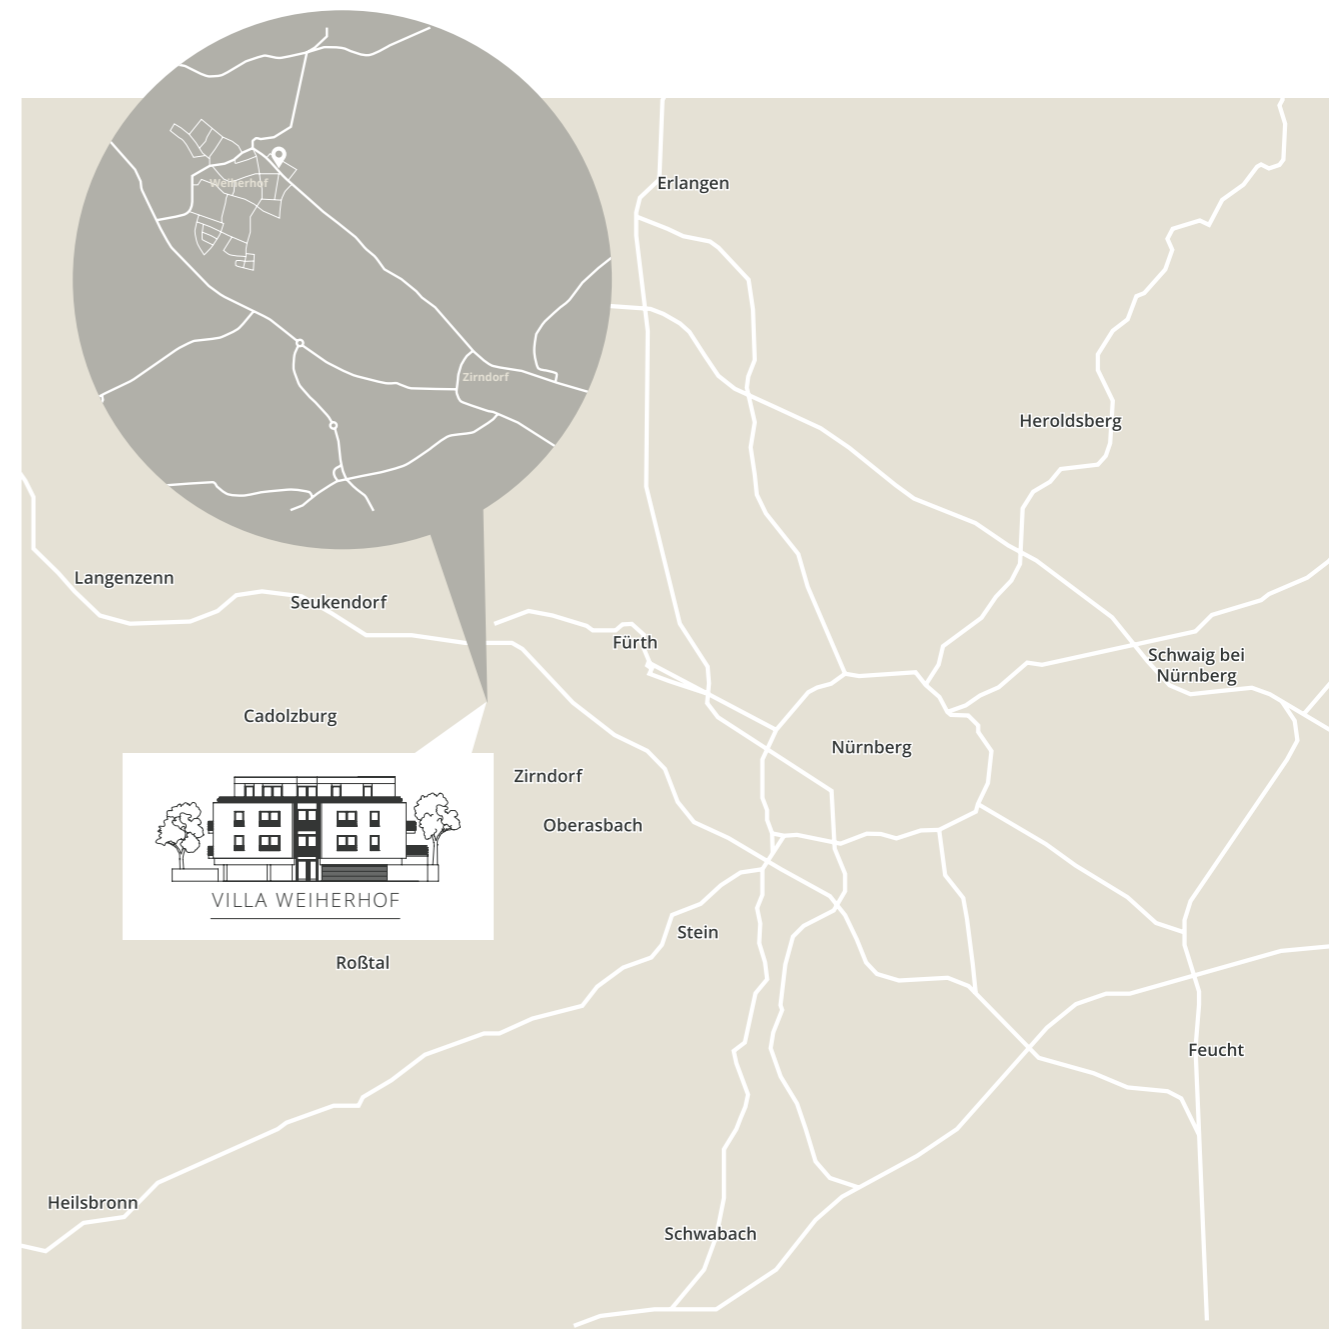 Weiherhof
Erlangen
Zirndorf
Heroldsberg
Langenzenn
Seukendorf
Fürth
Schwaig bei
Nürnberg
Cadolzburg
Nürnberg
Zirndorf
Oberasbach
VILLA WEIHERHOF
Stein
Roßtal
Feucht
Heilsbronn
Schwabach